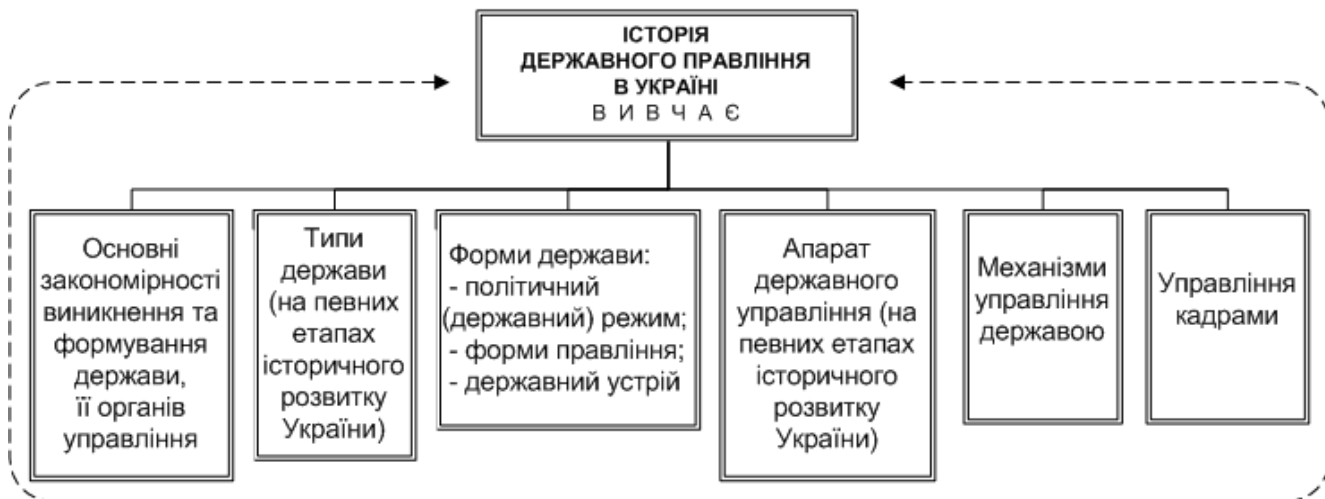 ІСТОРІЯ
ДЕРЖАВНОГО ПРАВЛІННЯ
В УКРАЇНІ
В И В Ч А Є
Основні
закономірності
виникнення та
формування
держави,
її органів
управління
Типи
держави
(на певних
етапах
історичного
розвитку
України)
Форми держави:
- політичний
(державний) режим;
- форми правління;
- державний устрій
Апарат
державного
управління (на
певних етапах
історичного
розвитку
України)
Механізми
управління
державою
Управління
кадрами